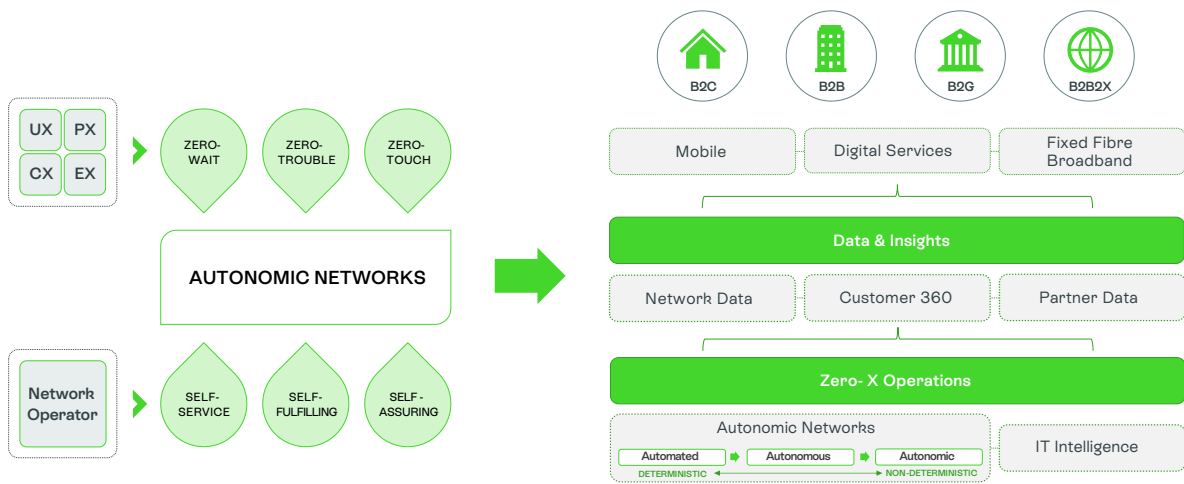 UX PX
CX EX
ZERO-
WAIT
ZERO-
TROUBLE
ZERO-
TOUCH
AUTONOMIC NETWORKS
Network
Operator
SELF-
SERVICE
SELF-
FULFILLING
SELF -
ASSURING
B2C
B2B
B2G
B2B2X
Mobile
Digital Services
Fixed Fibre
Broadband
Data & Insights
Network Data
Customer 360
Partner Data
Zero- X Operations
Autonomic Networks
Automated
Autonomous
Autonomic
DETERMINISTIC
NON-DETERMINISTIC
IT Intelligence